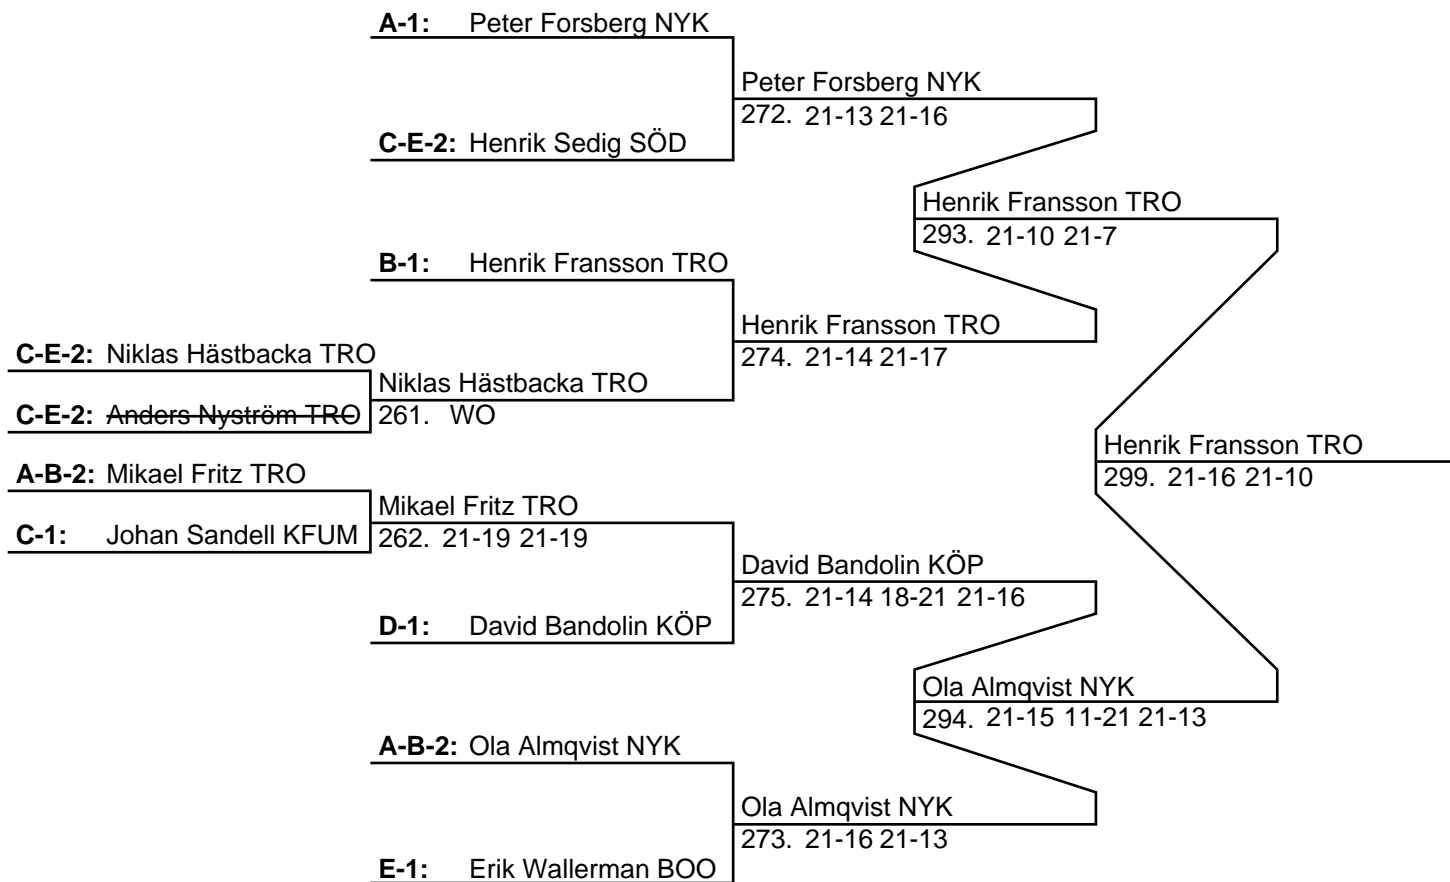 A-1: Peter Forsberg NYK
Peter Forsberg NYK
272. 21-13 21-16
C-E-2: Henrik Sedig SÖD
Henrik Fransson TRO
293. 21-10 21-7
B-1: Henrik Fransson TRO
Henrik Fransson TRO
274. 21-14 21-17
C-E-2: Niklas Hästbacka TRO
Niklas Hästbacka TRO
261. WO
C-E-2: Anders Nyström TRO
Henrik Fransson TRO
299. 21-16 21-10
A-B-2: Mikael Fritz TRO
Mikael Fritz TRO
262. 21-19 21-19
C-1: Johan Sandell KFUM
David Bandolin KÖP
275. 21-14 18-21 21-16
D-1: David Bandolin KÖP
Ola Almqvist NYK
294. 21-15 11-21 21-13
A-B-2: Ola Almqvist NYK
Ola Almqvist NYK
273. 21-16 21-13
E-1: Erik Wallerman BOO